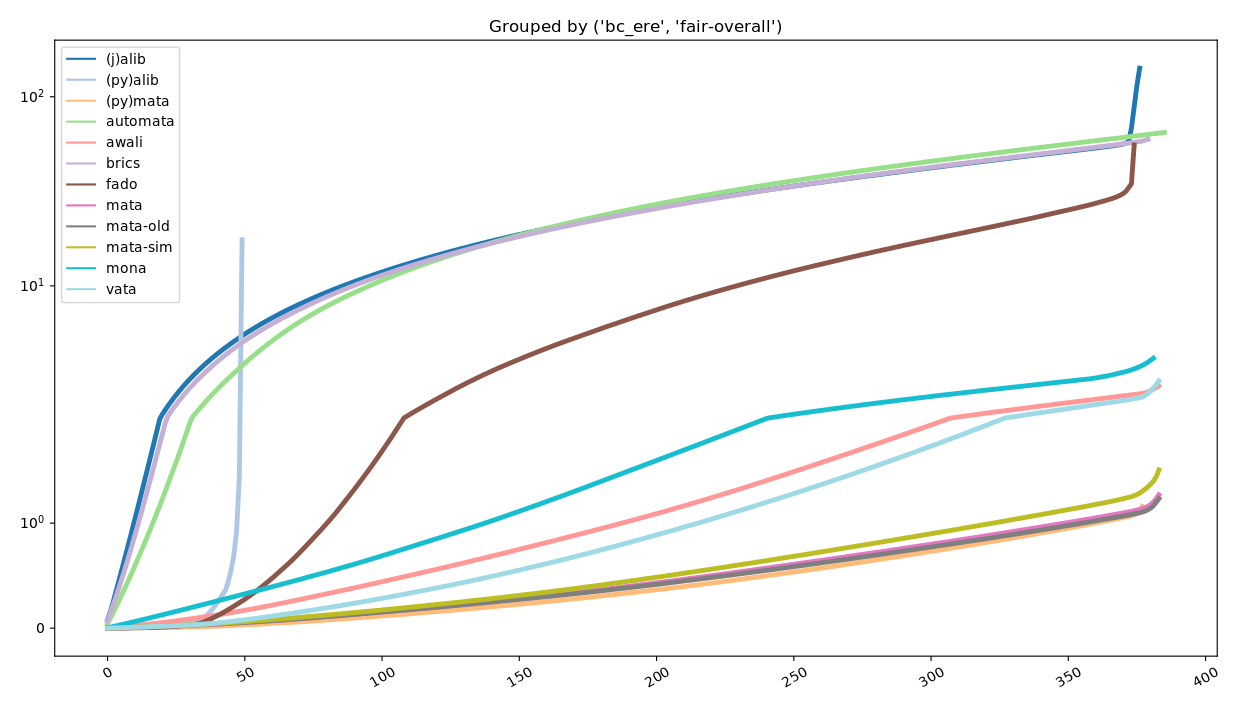 Grouped by ('bc_ere', 'fair-overall')
(j)alib
(py)alib
(py)mata
automata
awali
brics
fado
mata
mata-old
mata-sim
mona
vata
10²
10¹
10⁰
0
0
50
100
150
200
250
300
350
400